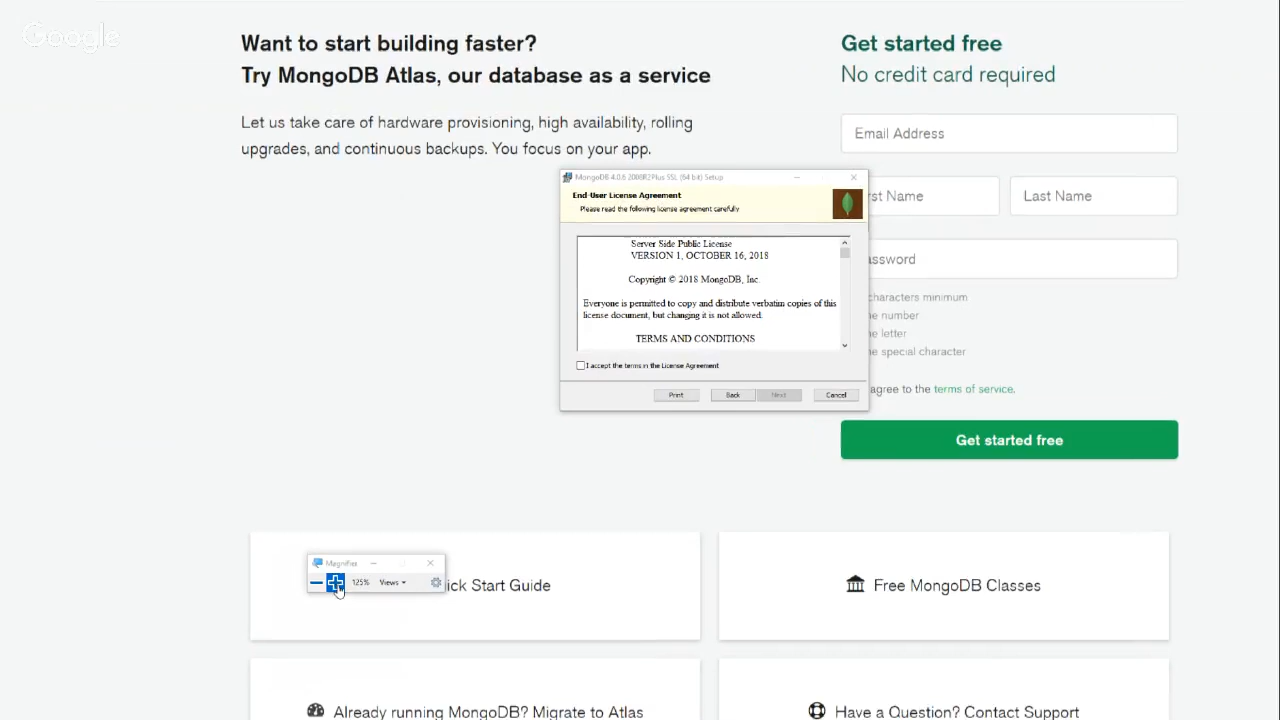 Google
Want to start building faster?
Try MongoDB Atlas, our database as a service
Let us take care of hardware provisioning, high availability, rolling
upgrades, and continuous backups. You focus on your app.
Get started free
No credit card required
Email Address
rst Name
Last Name
assword
characters minimum
ne number
ne letter
ne special character
agree to the terms of service.
Get started free
MongoDB 4.0.6 2008R2Plus SSL (64 bit) Setup
End-User License Agreement
Please read the following license agreement carefully
Server Side Public License
VERSION 1, OCTOBER 16, 2018
Copyright © 2018 MongoDB, Inc.
Everyone is permitted to copy and distribute verbatim copies of this
license document, but changing it is not allowed.
TERMS AND CONDITIONS
I accept the terms in the License Agreement
Print
Back
Next
Cancel
Magnifier
125%
Views
ick Start Guide
Free MongoDB Classes
Already running MongoDB? Migrate to Atlas
Have a Question? Contact Support